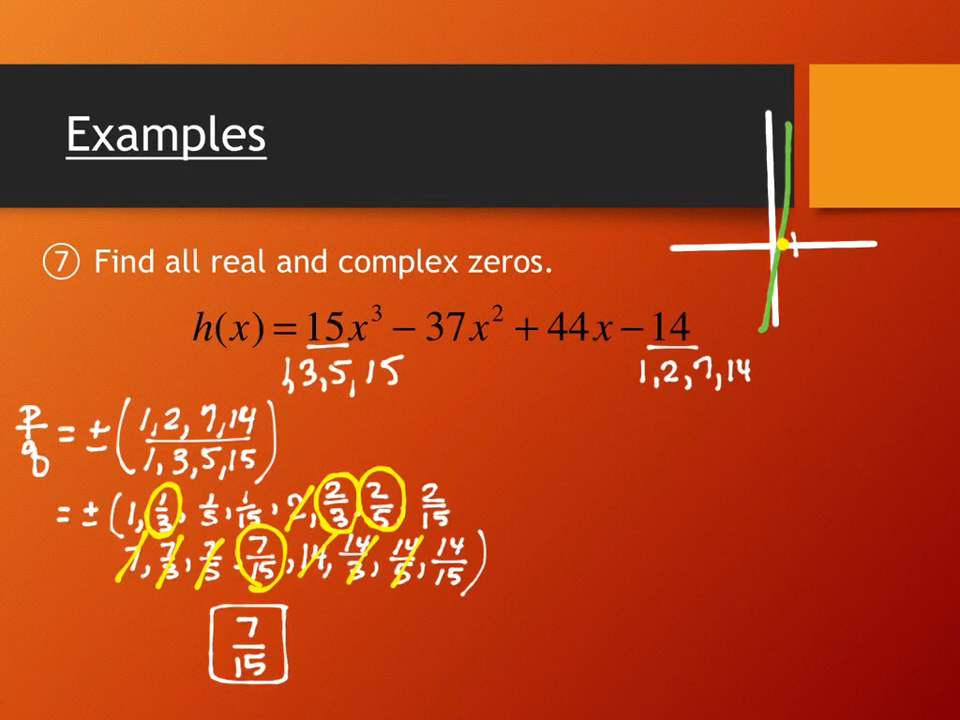 Examples
⑦ Find all real and complex zeros.
h(x) = 15x³ − 37x² + 44x − 14
1,3,5,15 1,2,7,14
p/q = ± (1,2,7,14 / 1,3,5,15)
= ± (1, 1/3, 1/5, 1/15, 2, 2/3, 2/5, 2/15
7, 7/3, 7/5, 7/15, 14, 14/3, 14/5, 14/15)
7/15
1